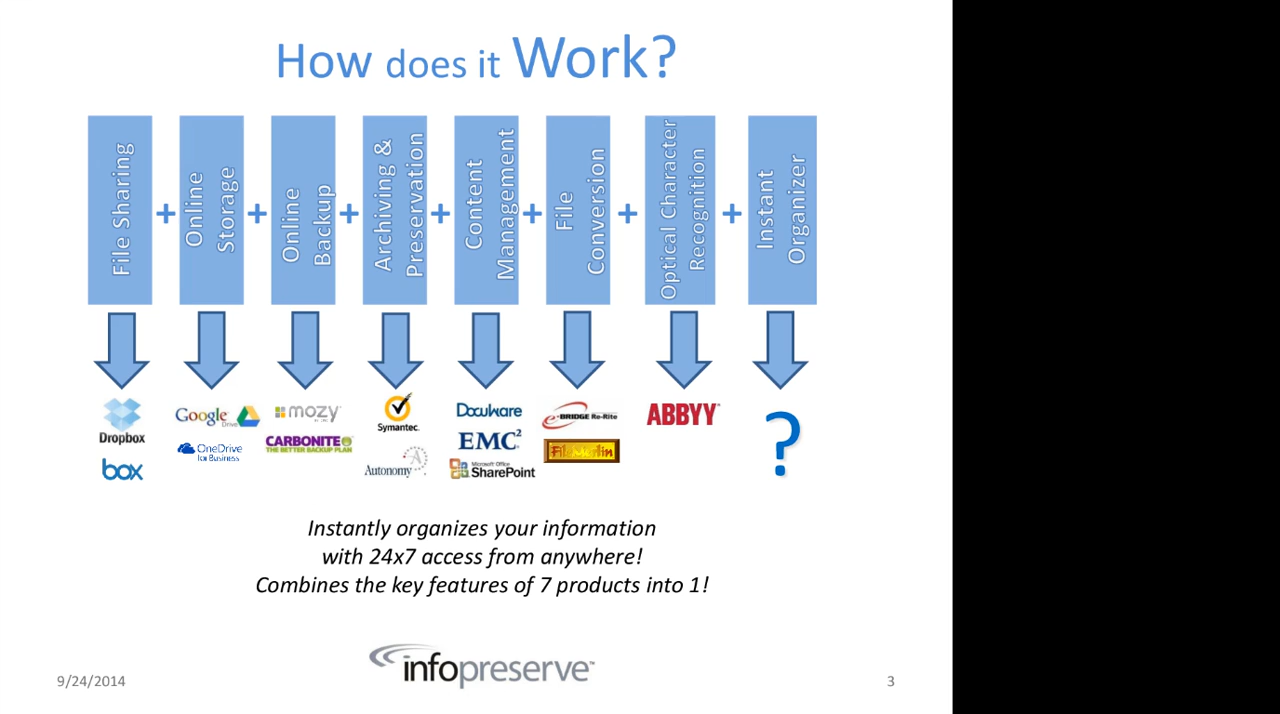 How does it Work?
File Sharing
+
Online
Storage
+
Online
Backup
+
Archiving &
Preservation
+
Content
Management
+
File
Conversion
+
Optical Character
Recognition
+
Instant
Organizer
Dropbox
box
Google
Drive
OneDrive
for Business
mozy
CARBONITE
THE BETTER BACKUP PLAN
Symantec.
Autonomy
DocuWare
EMC²
Microsoft Office
SharePoint
e-BRIDGE Re-Rite
FileMerlin
ABBYY
?
Instantly organizes your information
with 24x7 access from anywhere!
Combines the key features of 7 products into 1!
infopreserve™
9/24/2014
3